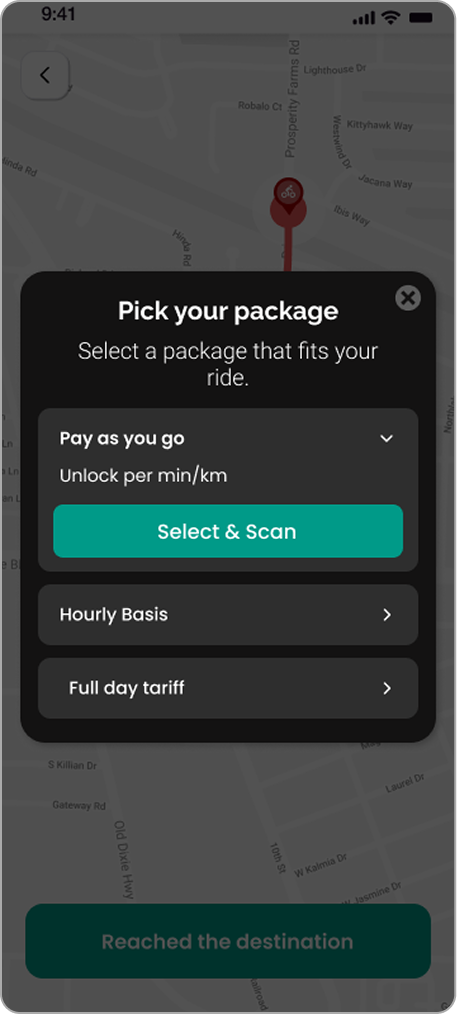 9:41
Lighthouse Dr
Prosperity Farms Rd
Robalo Ct
Kittyhawk Way
Westwind Dr
Jacana Way
Ibis Way
Hinda Rd
Pick your package
Select a package that fits your
ride.
Pay as you go
Unlock per min/km
Select & Scan
Hourly Basis
Full day tariff
S Killian Dr
Gateway Rd
Laurel Dr
Old Dixie Hwy
10th St
W Kalmia Dr
W Jasmine Dr
Reached the destination